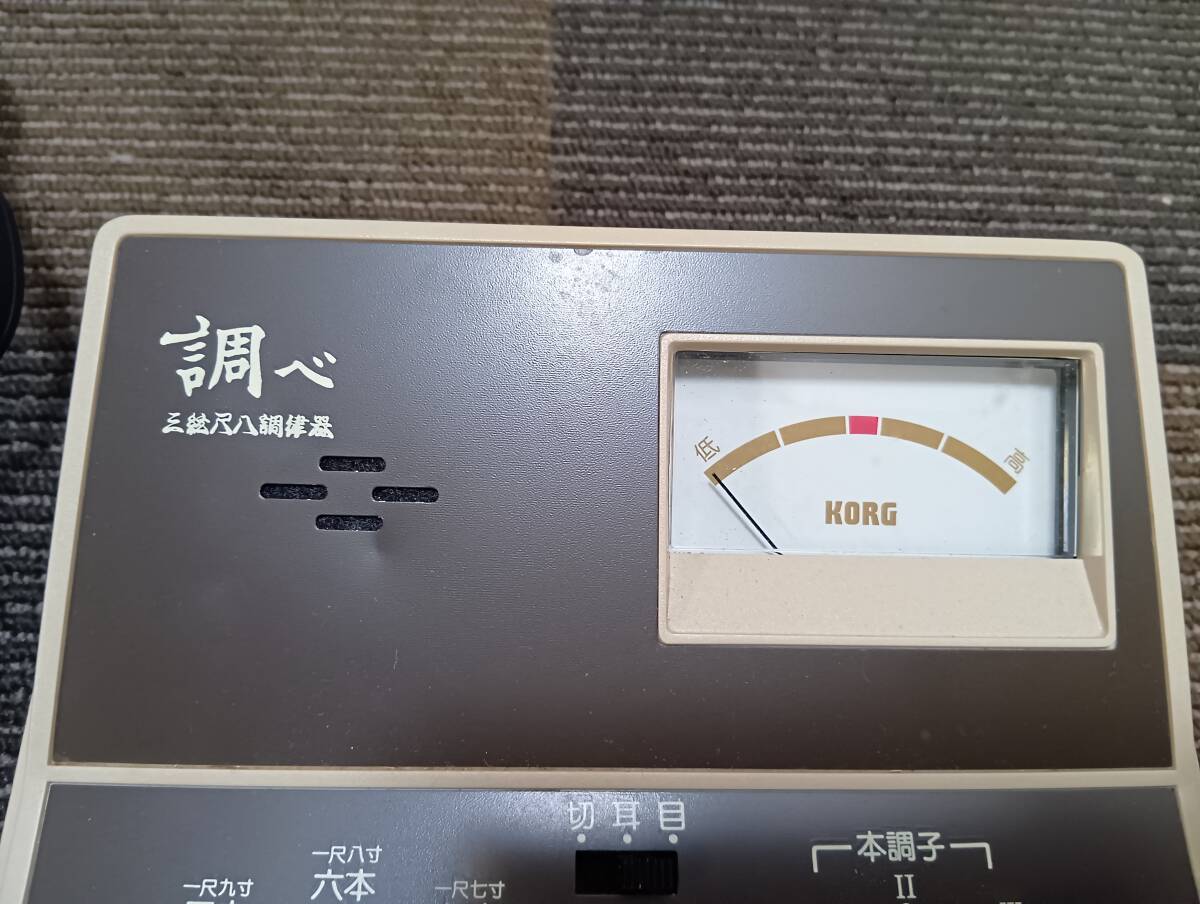 調べ
三絃尺八調律器
低 高
KORG
切 耳 目
本調子
II
一尺八寸
六本
一尺九寸
一尺七寸